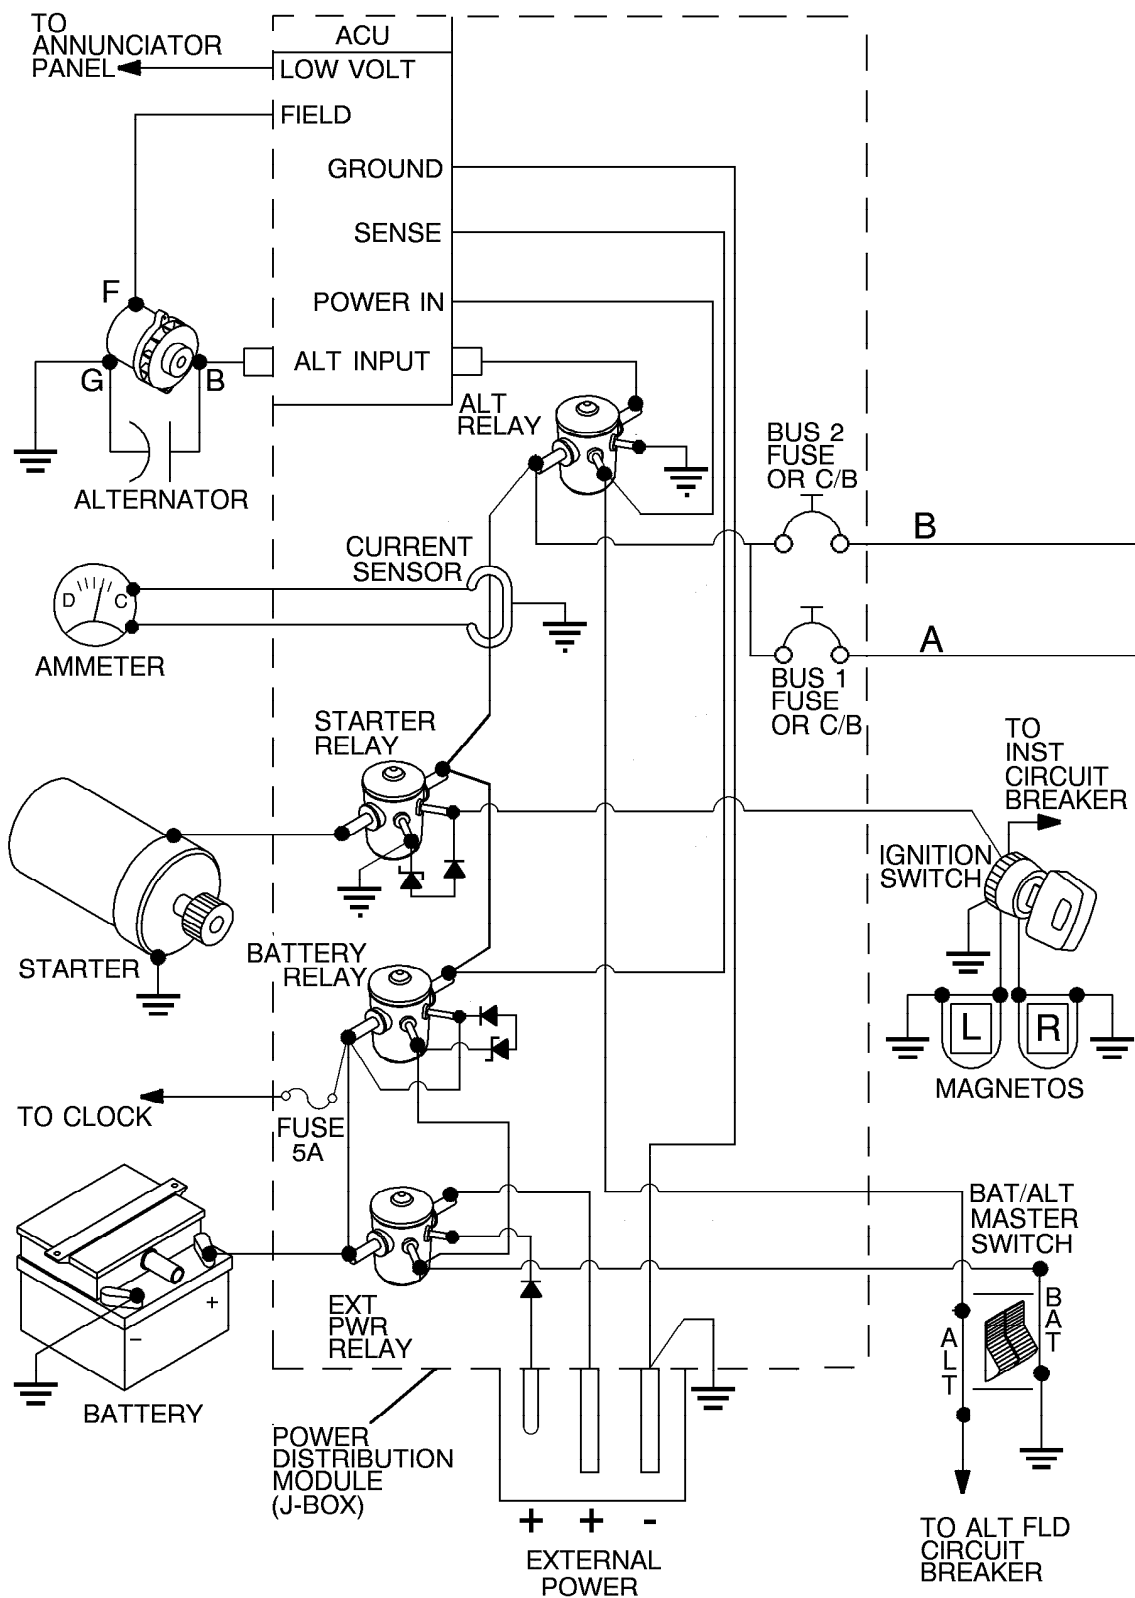 TO
ANNUNCIATOR
PANEL
ACU
LOW VOLT
FIELD
GROUND
SENSE
POWER IN
ALT INPUT
F
G
B
ALTERNATOR
ALT
RELAY
BUS 2
FUSE
OR C/B
B
CURRENT
SENSOR
D
C
AMMETER
A
BUS 1
FUSE
OR C/B
STARTER
RELAY
TO
INST
CIRCUIT
BREAKER
IGNITION
SWITCH
STARTER
BATTERY
RELAY
L
R
MAGNETOS
TO CLOCK
FUSE
5A
BAT/ALT
MASTER
SWITCH
+
−
BATTERY
EXT
PWR
RELAY
BAT
ALT
POWER
DISTRIBUTION
MODULE
(J-BOX)
+ + -
EXTERNAL
POWER
TO ALT FLD
CIRCUIT
BREAKER